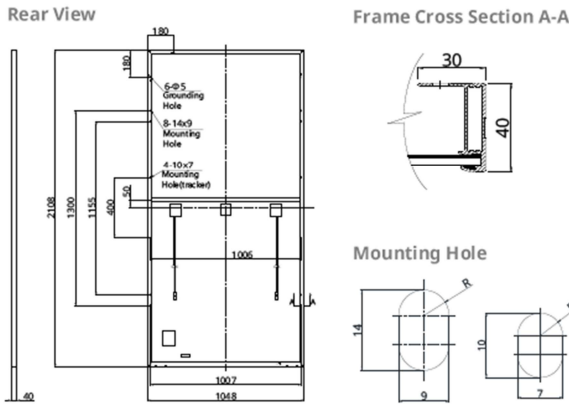 Rear View
Frame Cross Section A-A
180
180
6-Φ5
Grounding
Hole
8-14x9
Mounting
Hole
4-10x7
Mounting
Hole(tracker)
50
2108
1300
1155
400
1006
A
A
1007
1048
40
30
40
Mounting Hole
14
R
9
10
7